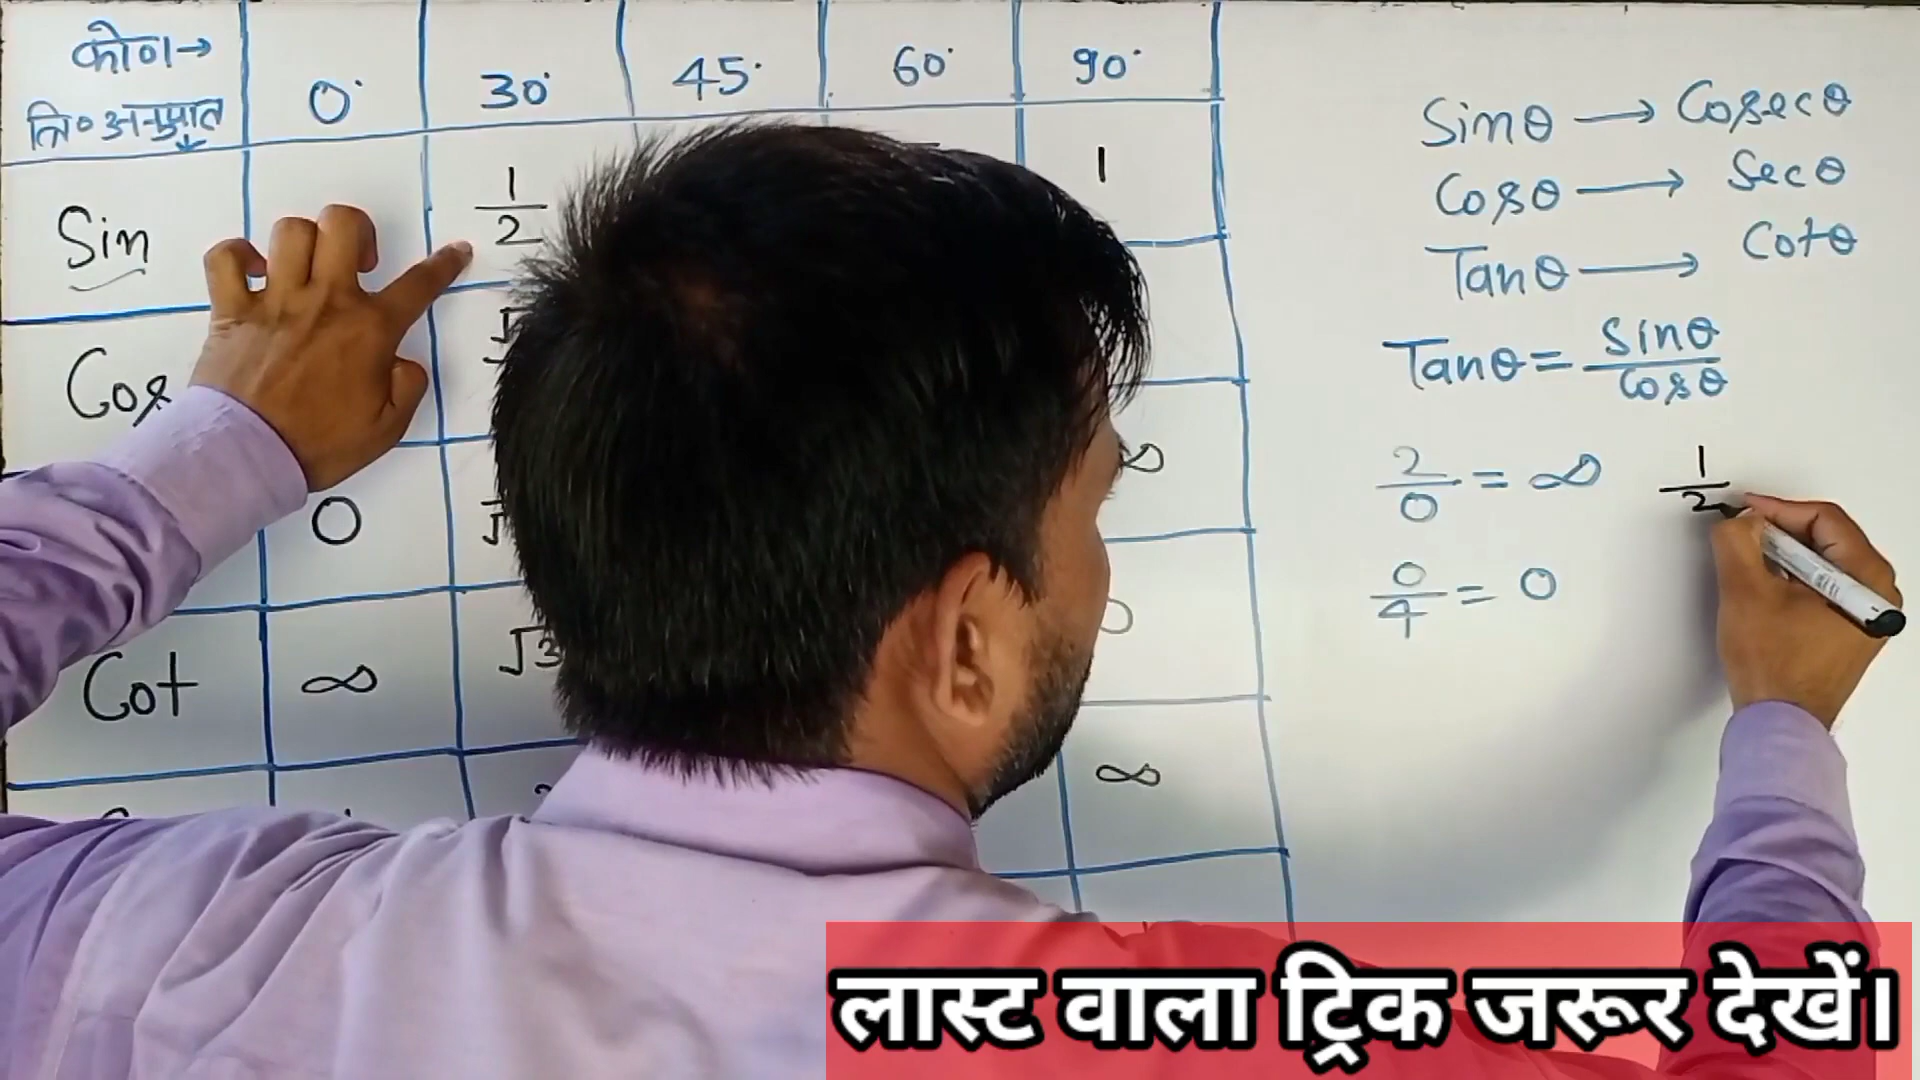 कोण→ 0° 30° 45° 60° 90°
त्रि० अनुपात
Sin 1/2 1
Cos
0 ∞
Cot ∞ √3 0
∞
Sinθ → Cosecθ
Cosθ → Secθ
Tanθ → Cotθ
Tanθ = Sinθ/Cosθ
2/0 = ∞ 1/2
0/4 = 0
लास्ट वाला ट्रिक जरूर देखें।